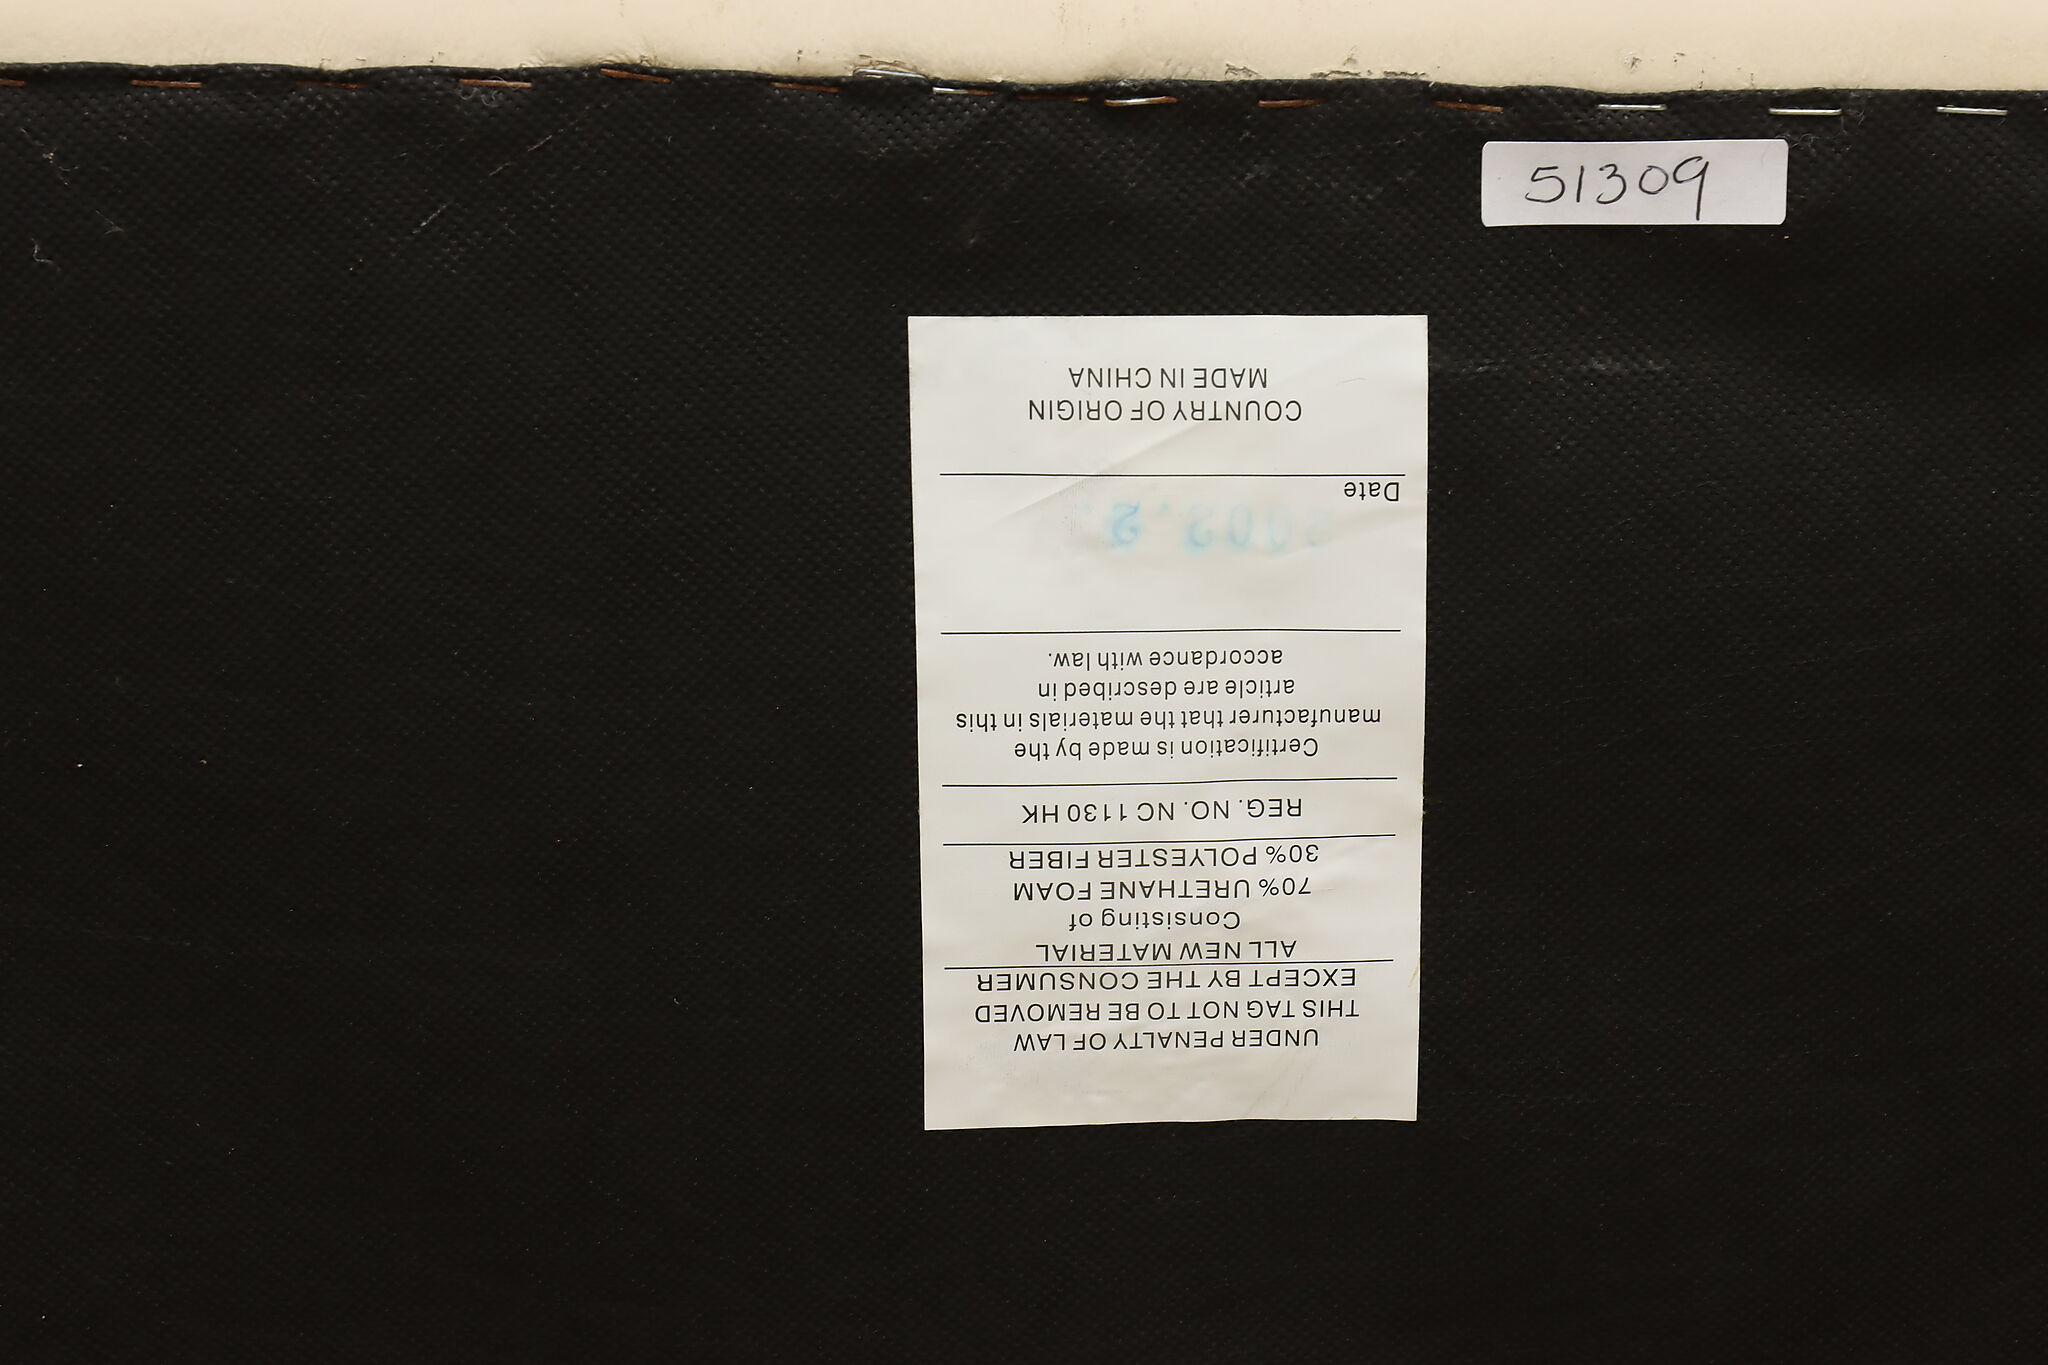 51309
UNDER PENALTY OF LAW
THIS TAG NOT TO BE REMOVED
EXCEPT BY THE CONSUMER
ALL NEW MATERIAL
Consisting of
70% URETHANE FOAM
30% POLYESTER FIBER
REG. NO. NC 1130 HK
Certification is made by the
manufacturer that the materials in this
article are described in
accordance with law.
Date
COUNTRY OF ORIGIN
MADE IN CHINA